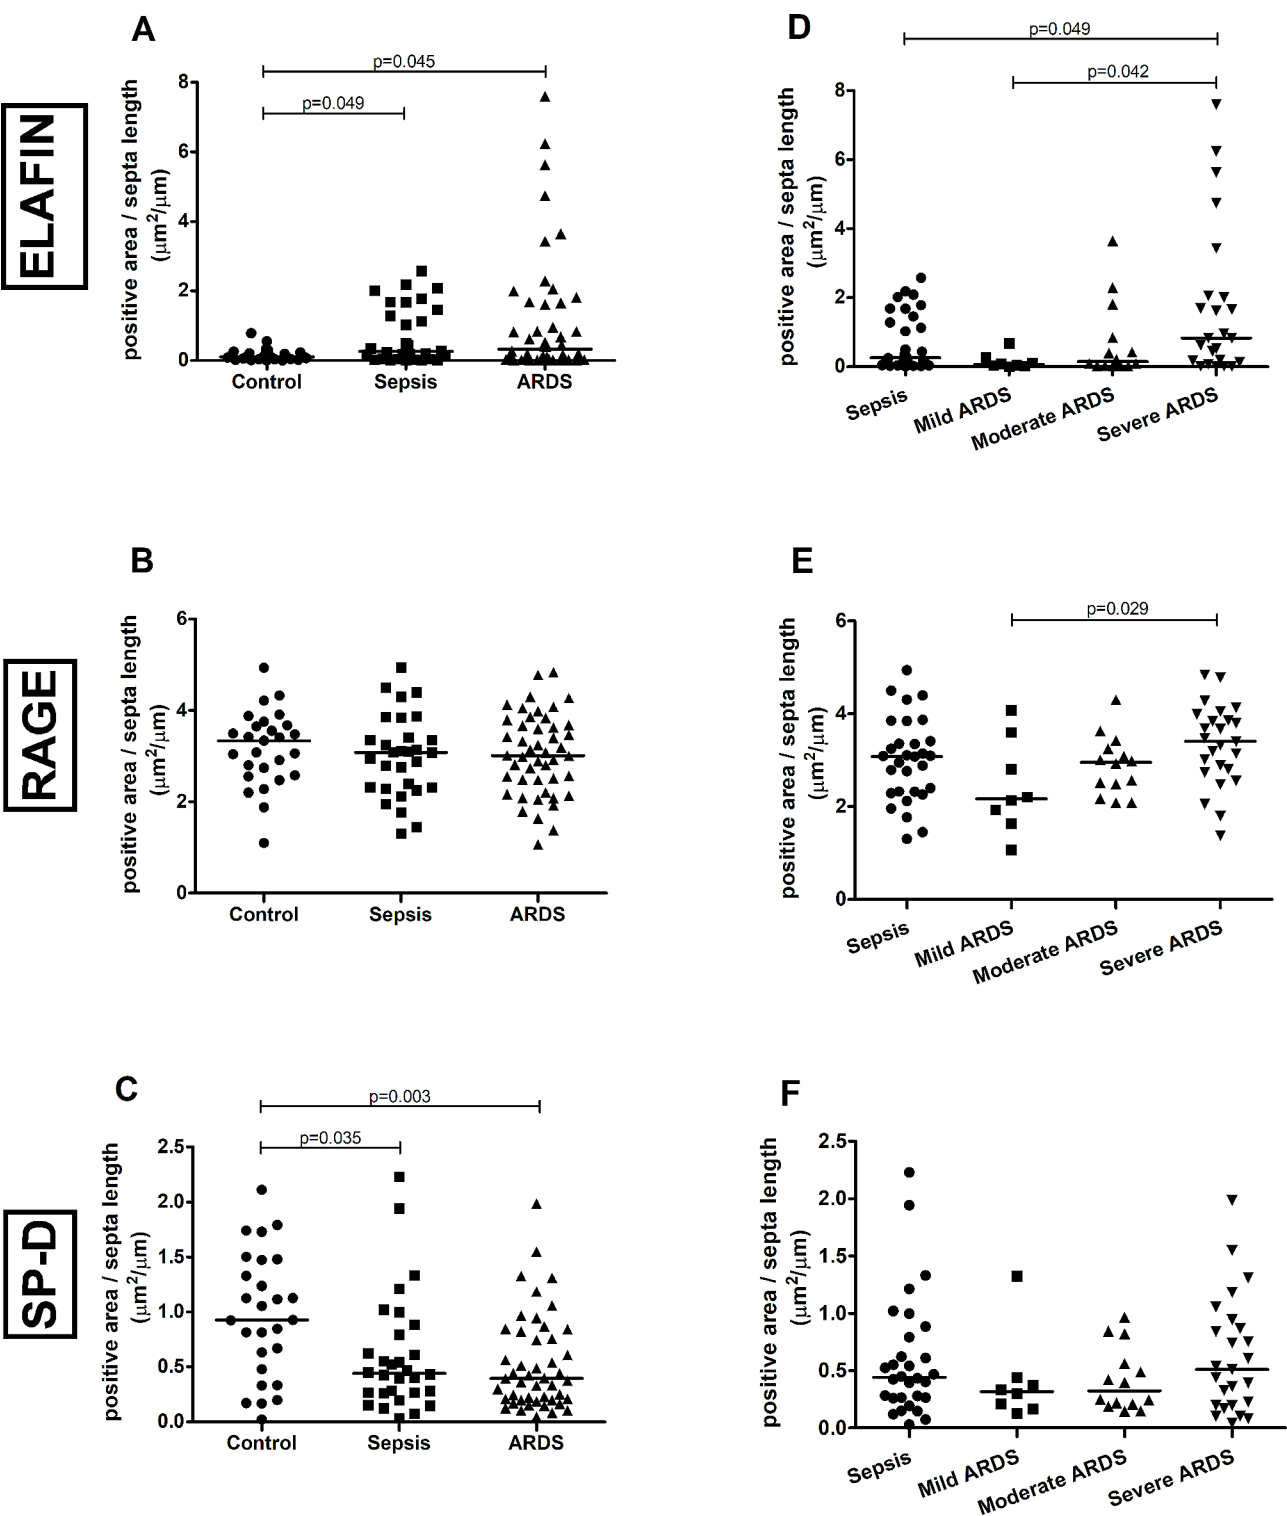 ELAFIN
A
p=0.045
p=0.049
positive area / septa length
(μm2/μm)
8
6
4
2
0
Control Sepsis ARDS
D
p=0.049
p=0.042
positive area / septa length
(μm2/μm)
8
6
4
2
0
Sepsis Mild ARDS Moderate ARDS Severe ARDS
RAGE
B
positive area / septa length
(μm2/μm)
6
4
2
0
Control Sepsis ARDS
E
p=0.029
positive area / septa length
(μm2/μm)
6
4
2
0
Sepsis Mild ARDS Moderate ARDS Severe ARDS
SP-D
C
p=0.003
p=0.035
positive area / septa length
(μm2/μm)
2.5
2.0
1.5
1.0
0.5
0.0
Control Sepsis ARDS
F
positive area / septa length
(μm2/μm)
2.5
2.0
1.5
1.0
0.5
0.0
Sepsis Mild ARDS Moderate ARDS Severe ARDS